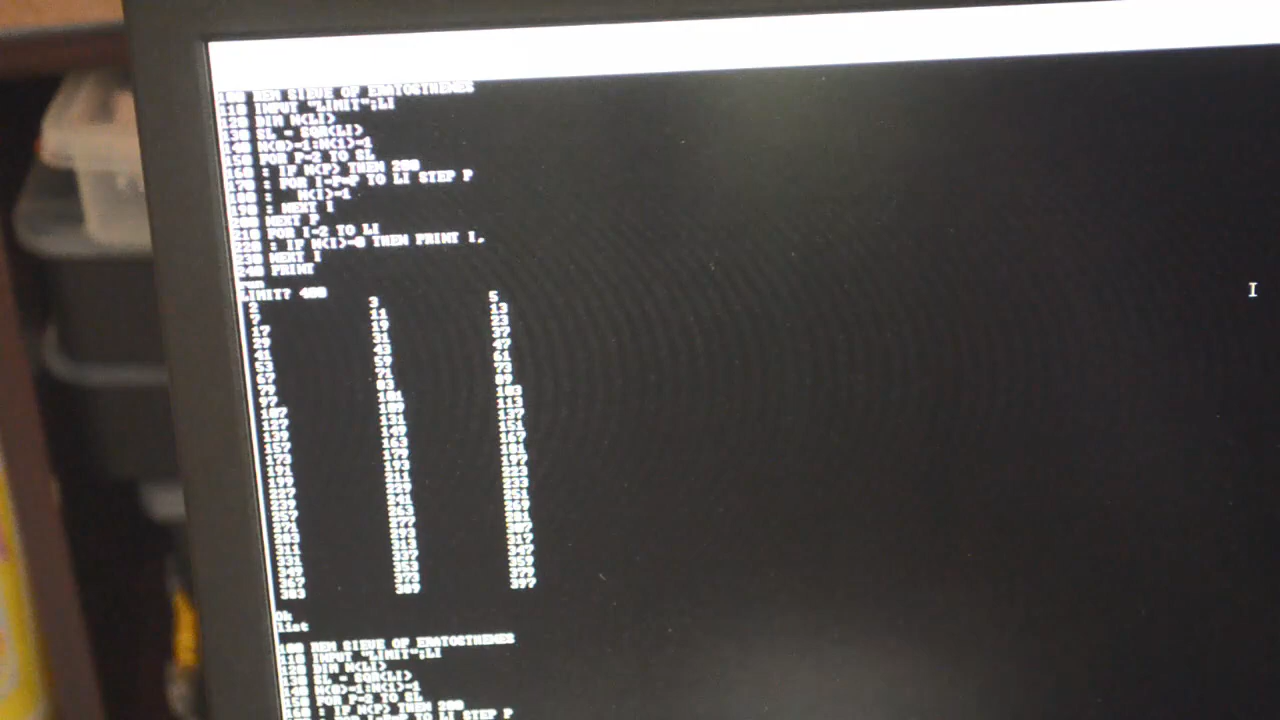 100 REM SIEVE OF ERATOSTHENES
110 INPUT "LIMIT";LI
120 DIM N(LI)
130 SL = SQR(LI)
140 N(0)=1:N(1)=1
150 FOR P=2 TO SL
160 : IF N(P) THEN 200
170 : FOR I=P*P TO LI STEP P
180 :   N(I)=1
190 : NEXT I
200 NEXT P
210 FOR I=2 TO LI
220 : IF N(I)=0 THEN PRINT I,
230 NEXT I
240 PRINT
run
LIMIT? 400
2 3 5
7 11 13
17 19 23
29 31 37
41 43 47
53 59 61
67 71 73
79 83 89
97 101 103
107 109 113
127 131 137
139 149 151
157 163 167
173 179 181
191 193 197
199 211 223
227 229 233
239 241 251
257 263 269
271 277 281
283 293 307
311 313 317
331 337 347
349 353 359
367 373 379
383 389 397
Ok
list
100 REM SIEVE OF ERATOSTHENES
110 INPUT "LIMIT";LI
120 DIM N(LI)
130 SL = SQR(LI)
140 N(0)=1:N(1)=1
150 FOR P=2 TO SL
160 : IF N(P) THEN 200
170 : FOR I=P*P TO LI STEP P